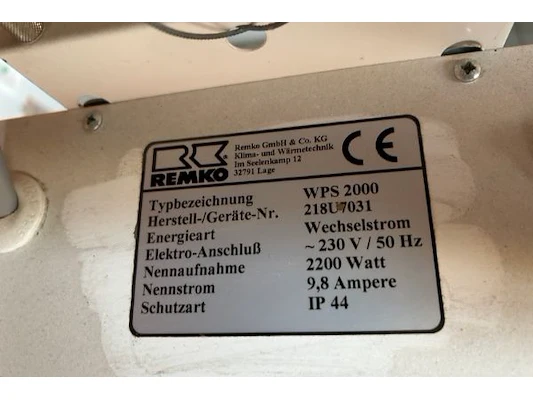 REMKO
Remko GmbH & Co. KG
Klima- und Wärmetechnik
Im Seelenkamp 12
32791 Lage
CE
Typbezeichnung WPS 2000
Herstell-/Geräte-Nr. 218U7031
Energieart Wechselstrom
Elektro-Anschluß ~ 230 V / 50 Hz
Nennaufnahme 2200 Watt
Nennstrom 9,8 Ampere
Schutzart IP 44